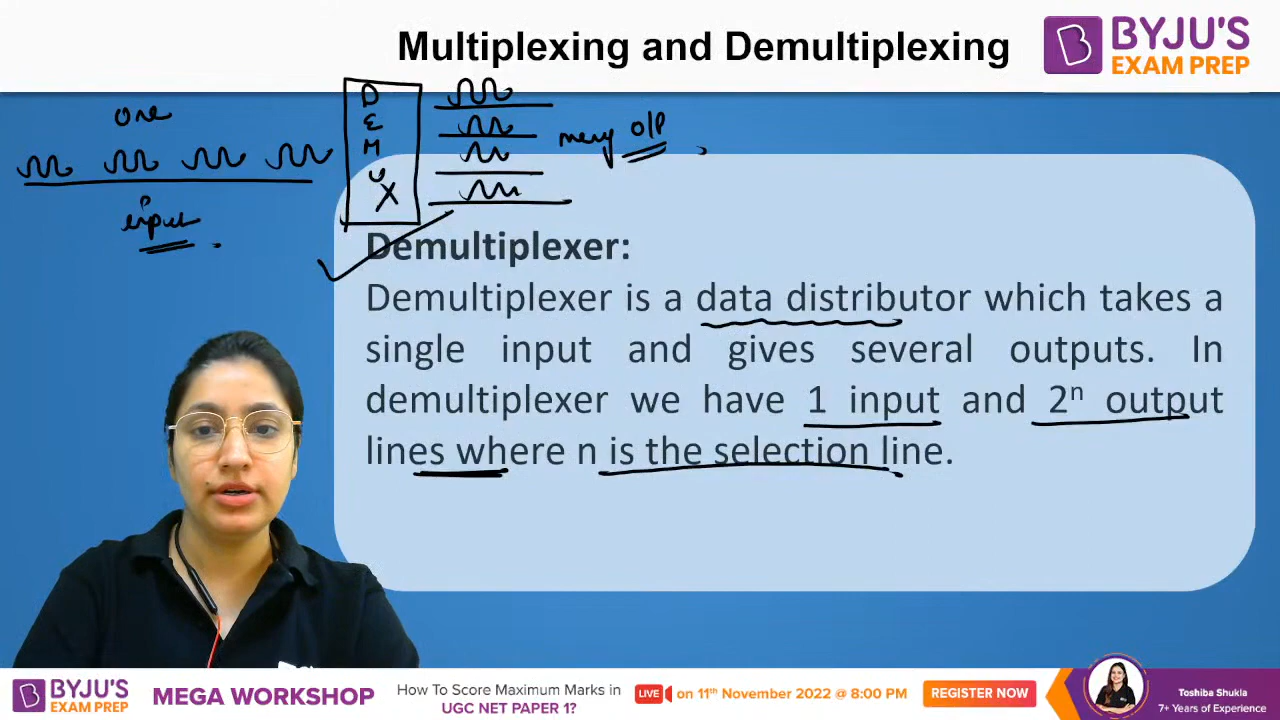 Multiplexing and Demultiplexing
BYJU'S
EXAM PREP
one
input
D
E
M
U
X
many O/P
Demultiplexer:
Demultiplexer is a data distributor which takes a
single input and gives several outputs. In
demultiplexer we have 1 input and 2ⁿ output
lines where n is the selection line.
BYJU'S
EXAM PREP
MEGA WORKSHOP
How To Score Maximum Marks in
UGC NET PAPER 1?
LIVE on 11th November 2022 @ 8:00 PM
REGISTER NOW
Toshiba Shukla
7+ Years of Experience